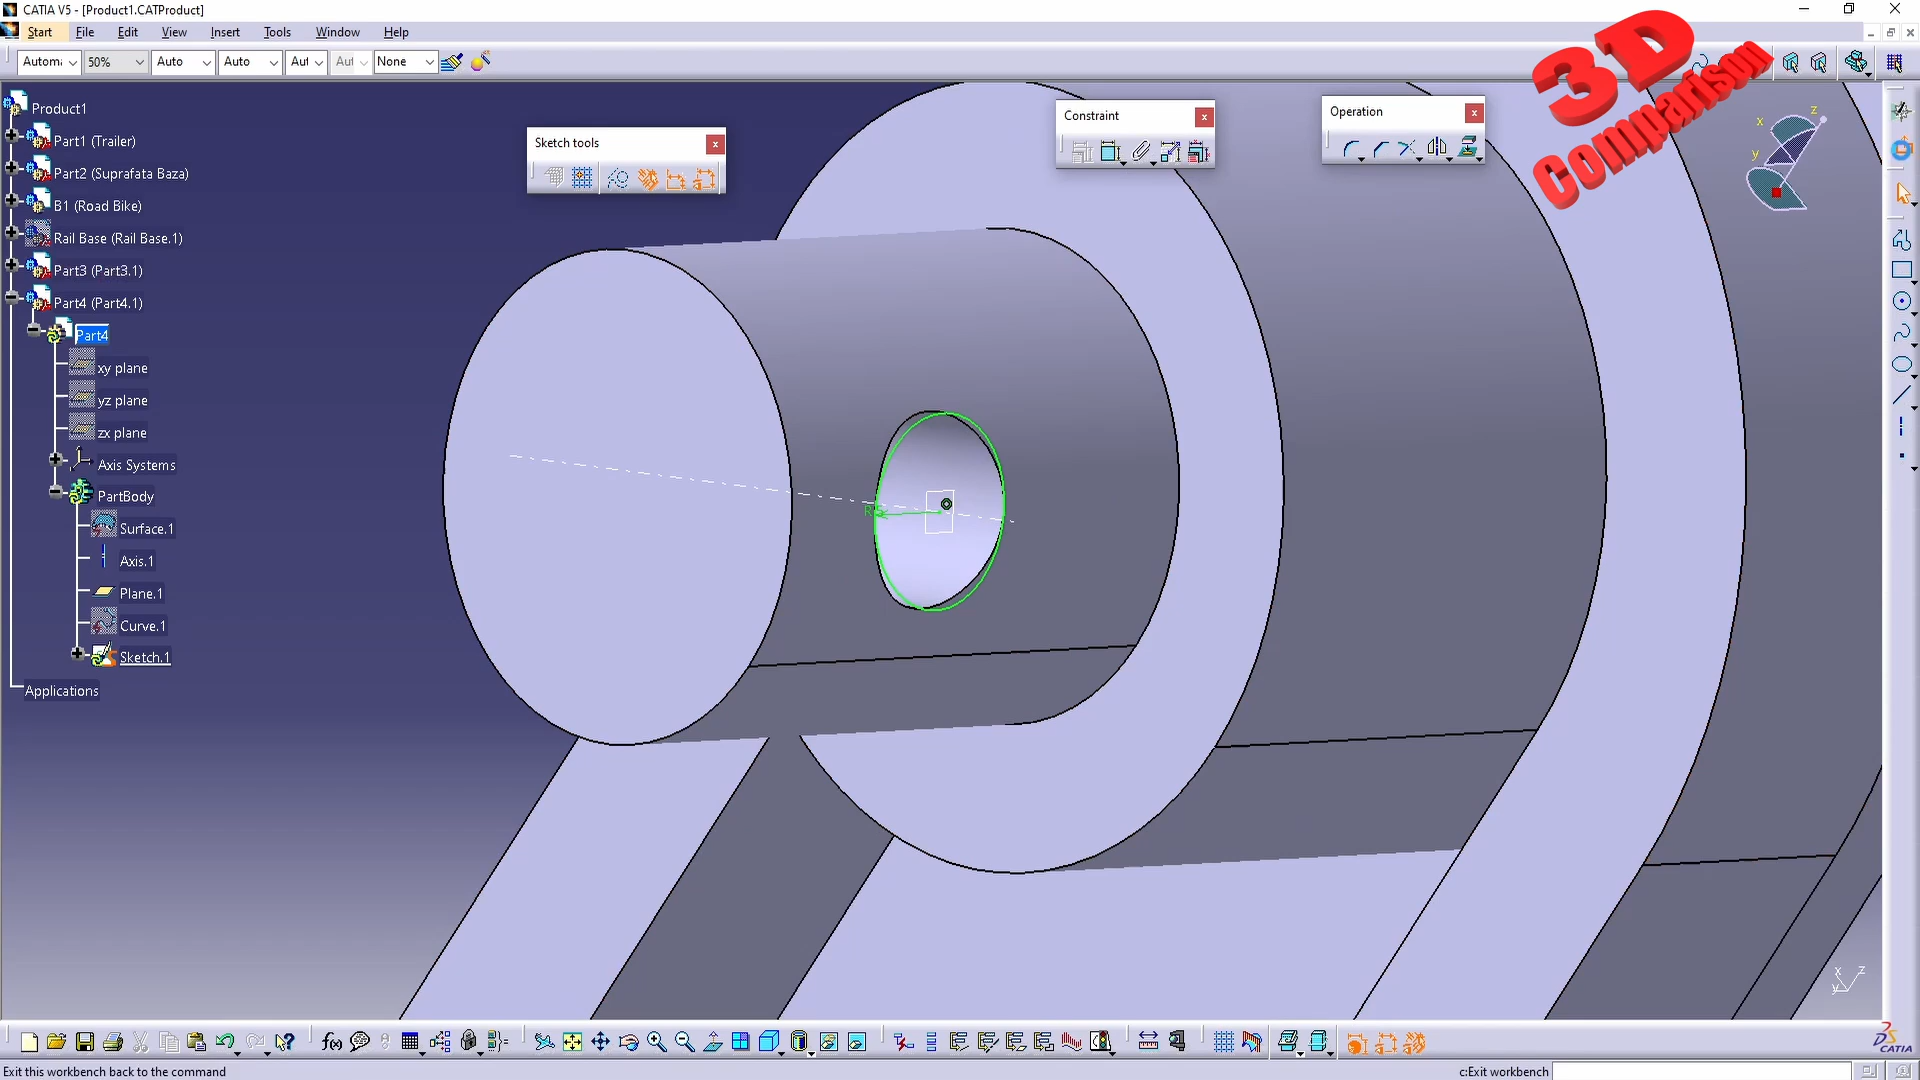 CATIA V5 - [Product1.CATProduct]
Start File Edit View Insert Tools Window Help
Automa 50% Auto Auto Aut Aut None
3D
Comparison
Product1
Part1 (Trailer)
Part2 (Suprafata Baza)
B1 (Road Bike)
Rail Base (Rail Base.1)
Part3 (Part3.1)
Part4 (Part4.1)
Part4
xy plane
yz plane
zx plane
Axis Systems
PartBody
Surface.1
Axis.1
Plane.1
Curve.1
Sketch.1
Applications
Sketch tools
Constraint
Operation
z
x
y
x z
y
f(x)
CATIA
Exit this workbench back to the command
c:Exit workbench